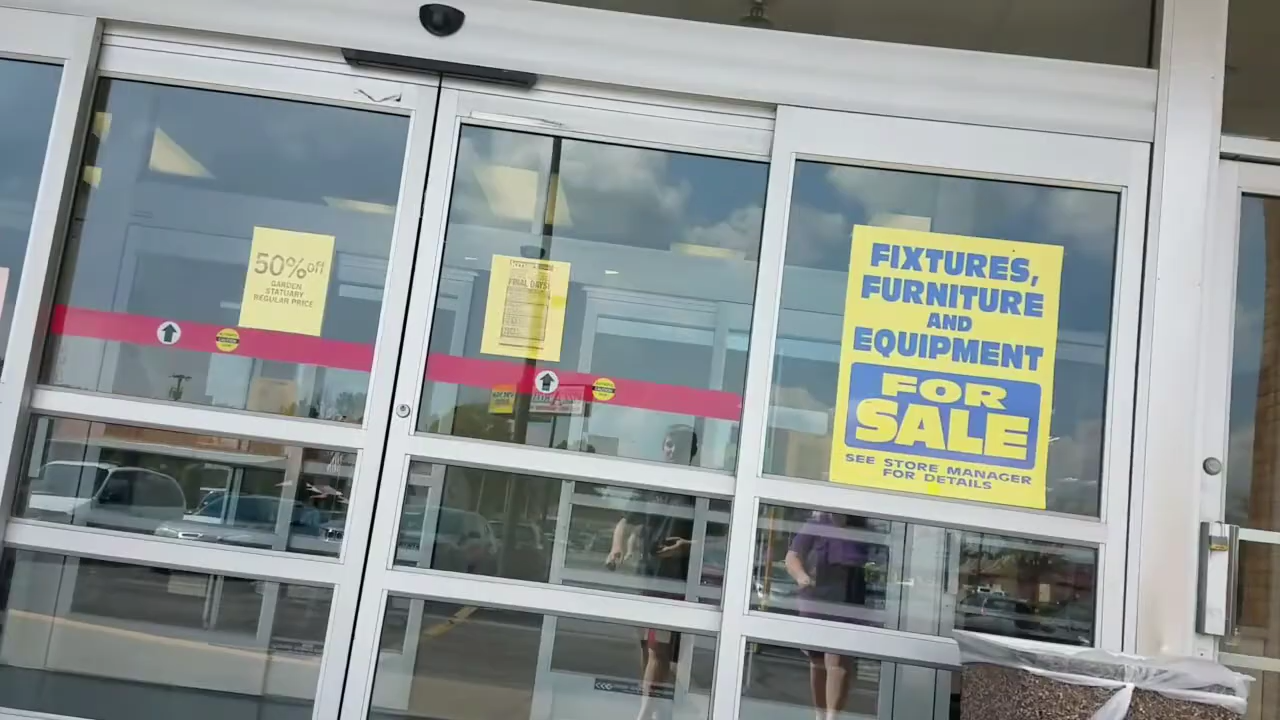 50% off
GARDEN
STATUARY
REGULAR PRICE
FINAL DAYS!
FIXTURES,
FURNITURE
AND
EQUIPMENT
FOR
SALE
SEE STORE MANAGER
FOR DETAILS